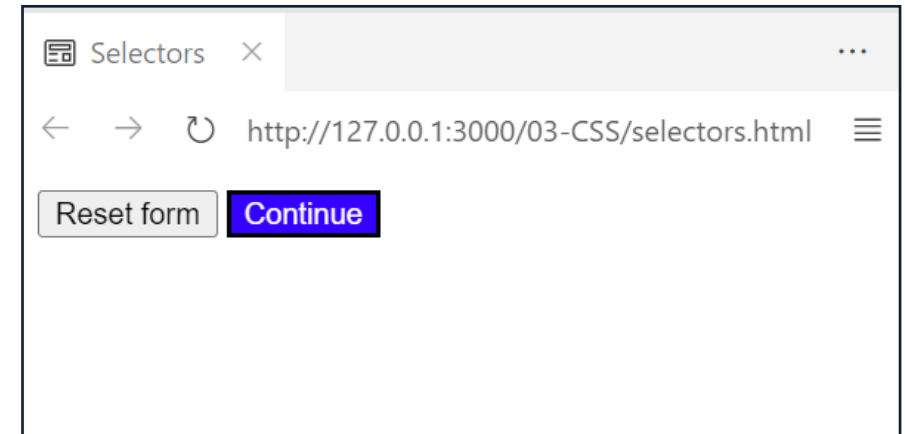 Selectors
http://127.0.0.1:3000/03-CSS/selectors.html
Reset form Continue